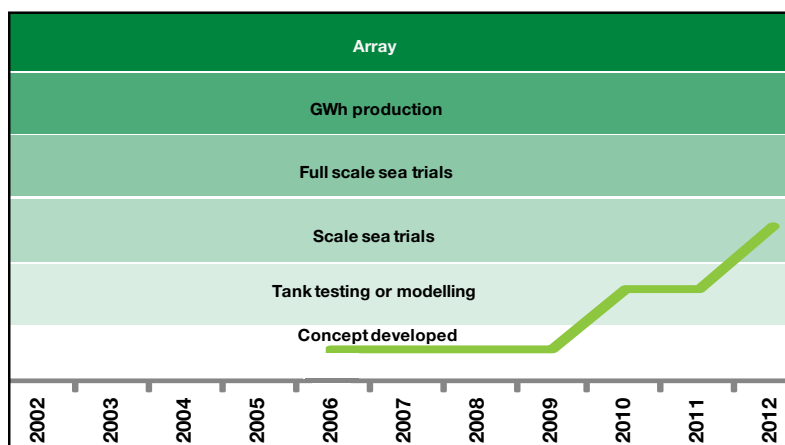 Array
GWh production
Full scale sea trials
Scale sea trials
Tank testing or modelling
Concept developed
2002
2003
2004
2005
2006
2007
2008
2009
2010
2011
2012